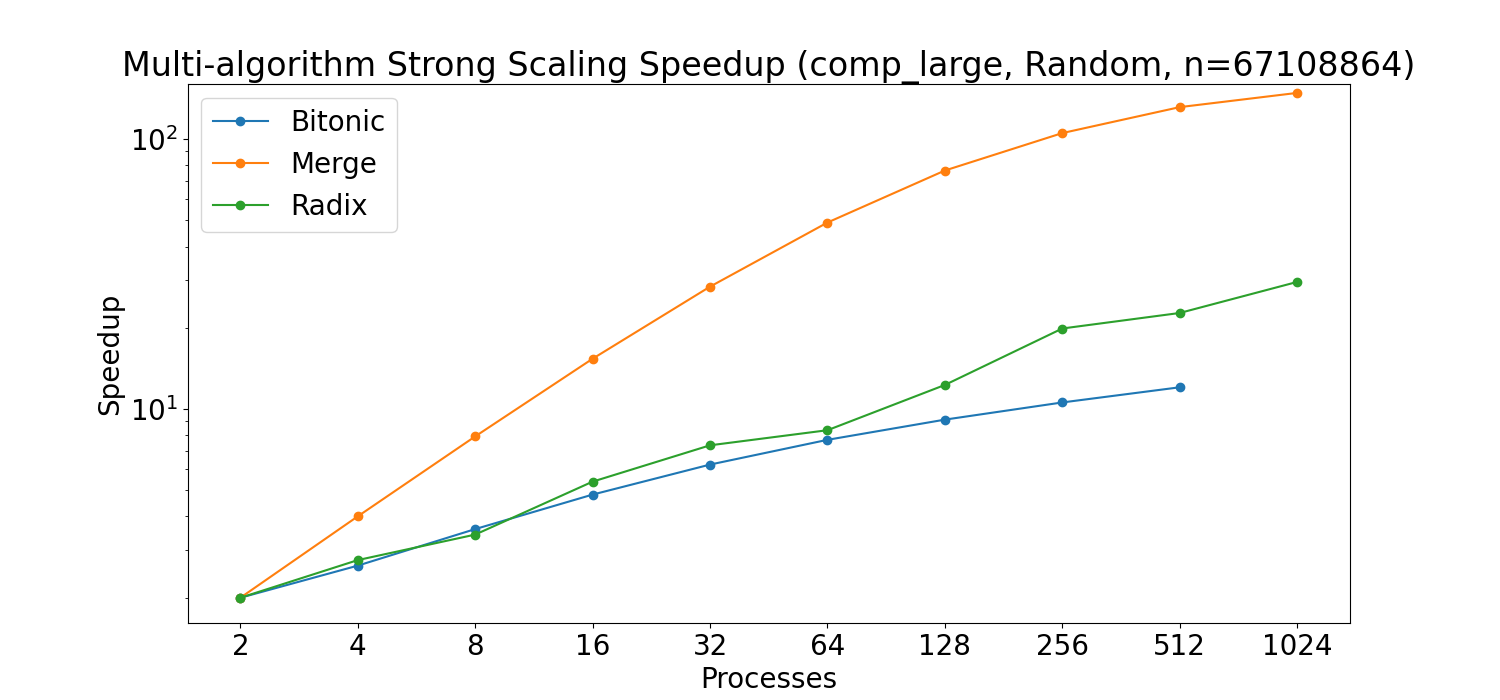 Multi-algorithm Strong Scaling Speedup (comp_large, Random, n=67108864)
Bitonic
Merge
Radix
10²
10¹
Speedup
2 4 8 16 32 64 128 256 512 1024
Processes